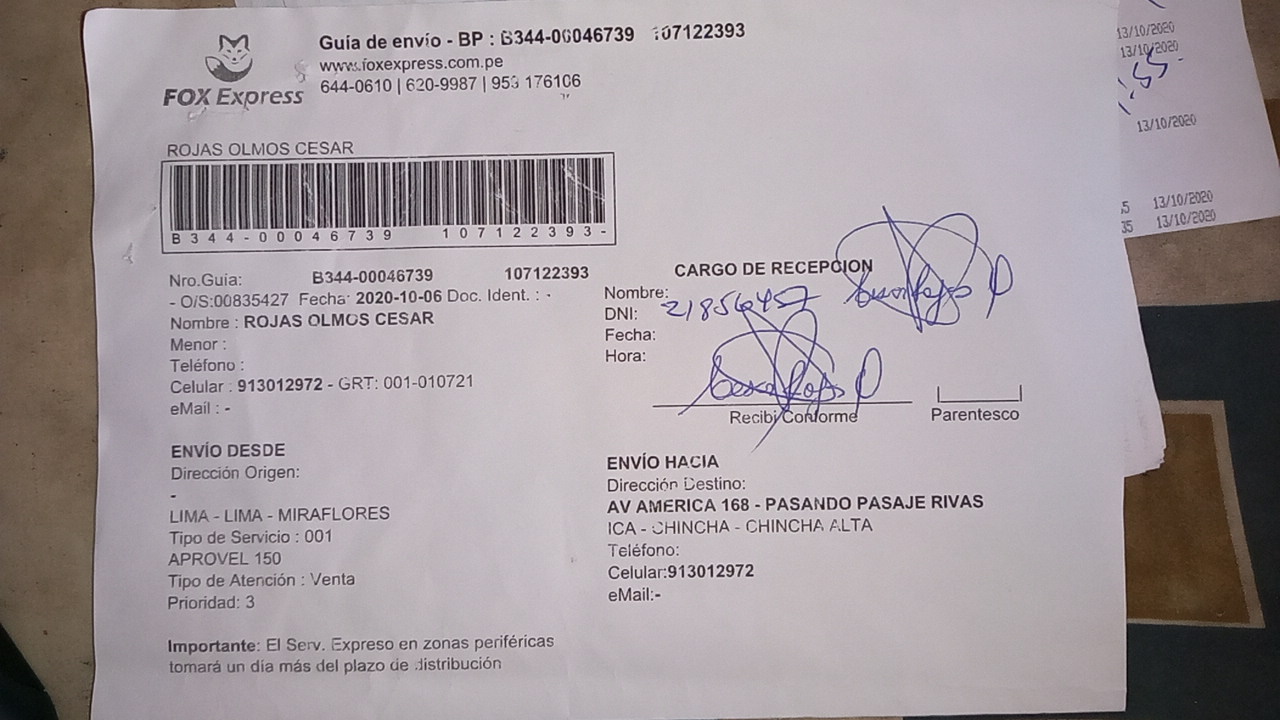 FOX Express
Guía de envío - BP : B344-00046739 107122393
www.foxexpress.com.pe
644-0610 | 620-9987 | 953 176106
ROJAS OLMOS CESAR
B344-00046739 107122393-
Nro.Guía: B344-00046739 107122393
- O/S:00835427 Fecha: 2020-10-06 Doc. Ident. : -
Nombre : ROJAS OLMOS CESAR
Menor :
Teléfono :
Celular : 913012972 - GRT: 001-010721
eMail : -
CARGO DE RECEPCION
Nombre:
DNI: 21856457
Fecha:
Hora:
Recibi Conforme
Parentesco
ENVÍO DESDE
Dirección Origen:
-
LIMA - LIMA - MIRAFLORES
Tipo de Servicio : 001
APROVEL 150
Tipo de Atención : Venta
Prioridad: 3
ENVÍO HACIA
Dirección Destino:
AV AMERICA 168 - PASANDO PASAJE RIVAS
ICA - CHINCHA - CHINCHA ALTA
Teléfono:
Celular:913012972
eMail:-
Importante: El Serv. Expreso en zonas periféricas
tomará un día más del plazo de distribución
13/10/2020
13/10/2020
13/10/2020
5 13/10/2020
35 13/10/2020